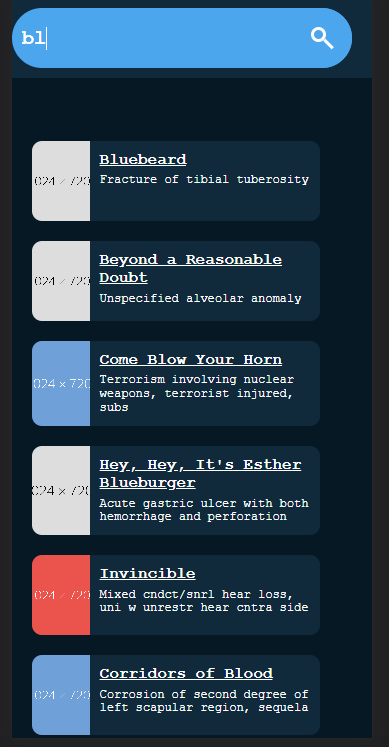 bl
024 × 720
Bluebeard
Fracture of tibial tuberosity
024 × 720
Beyond a Reasonable
Doubt
Unspecified alveolar anomaly
024 × 720
Come Blow Your Horn
Terrorism involving nuclear
weapons, terrorist injured,
subs
024 × 720
Hey, Hey, It's Esther
Blueburger
Acute gastric ulcer with both
hemorrhage and perforation
024 × 720
Invincible
Mixed cndct/snrl hear loss,
uni w unrestr hear cntra side
024 × 720
Corridors of Blood
Corrosion of second degree of
left scapular region, sequela